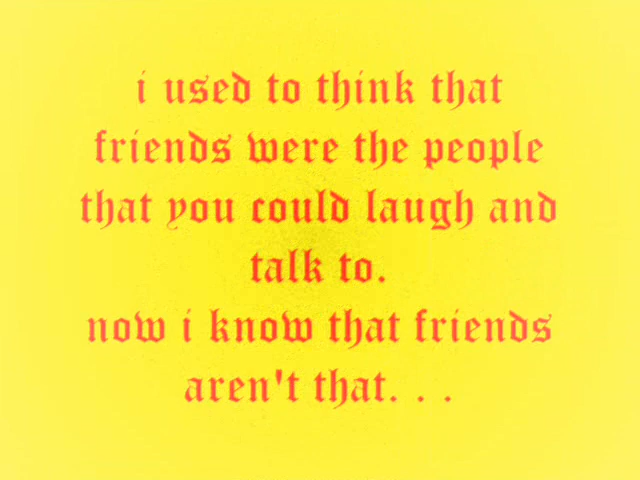 i used to think that
friends were the people
that you could laugh and
talk to.
now i know that friends
aren't that. . .